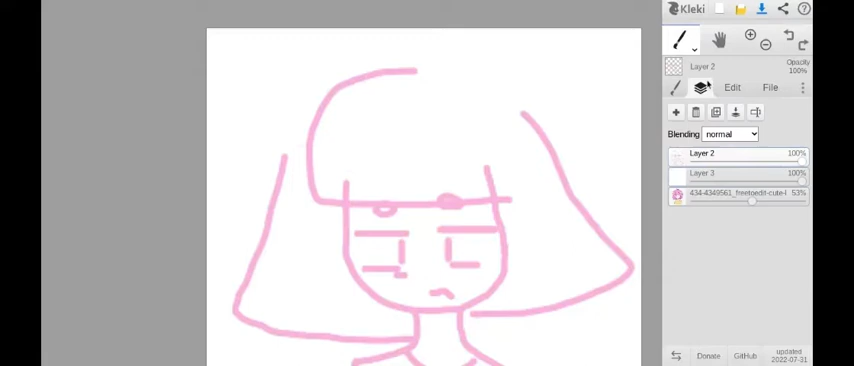 Kleki
Layer 2
Opacity
100%
Edit
File
Blending
normal
Layer 2
100%
Layer 3
100%
434-4349561_freetoedit-cute-l
53%
Donate
GitHub
updated
2022-07-31